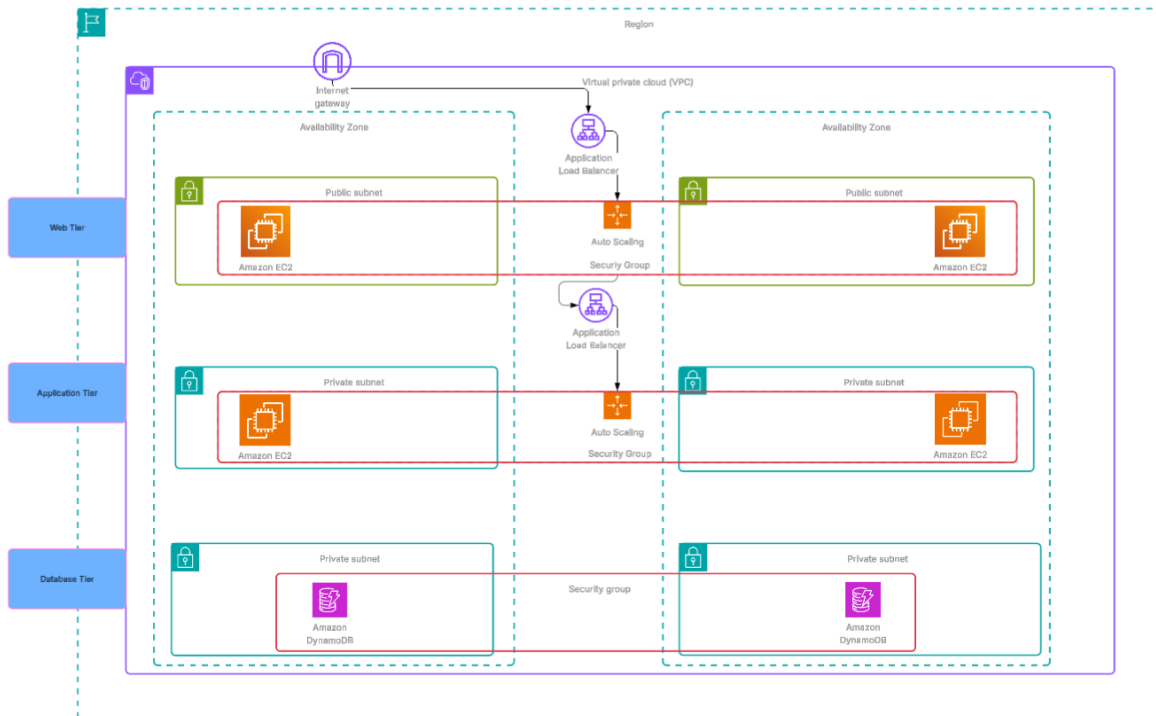 Region
Internet
gateway
Virtual private cloud (VPC)
Availability Zone
Availability Zone
Application
Load Balancer
Web Tier
Public subnet
Public subnet
Amazon EC2
Auto Scaling
Amazon EC2
Securiy Group
Application
Load Balancer
Application Tier
Private subnet
Private subnet
Amazon EC2
Auto Scaling
Amazon EC2
Security Group
Database Tier
Private subnet
Private subnet
Security group
Amazon
DynamoDB
Amazon
DynamoDB